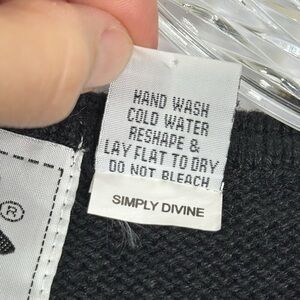 HAND WASH
COLD WATER
RESHAPE &
LAY FLAT TO DRY
DO NOT BLEACH
SIMPLY DIVINE
®